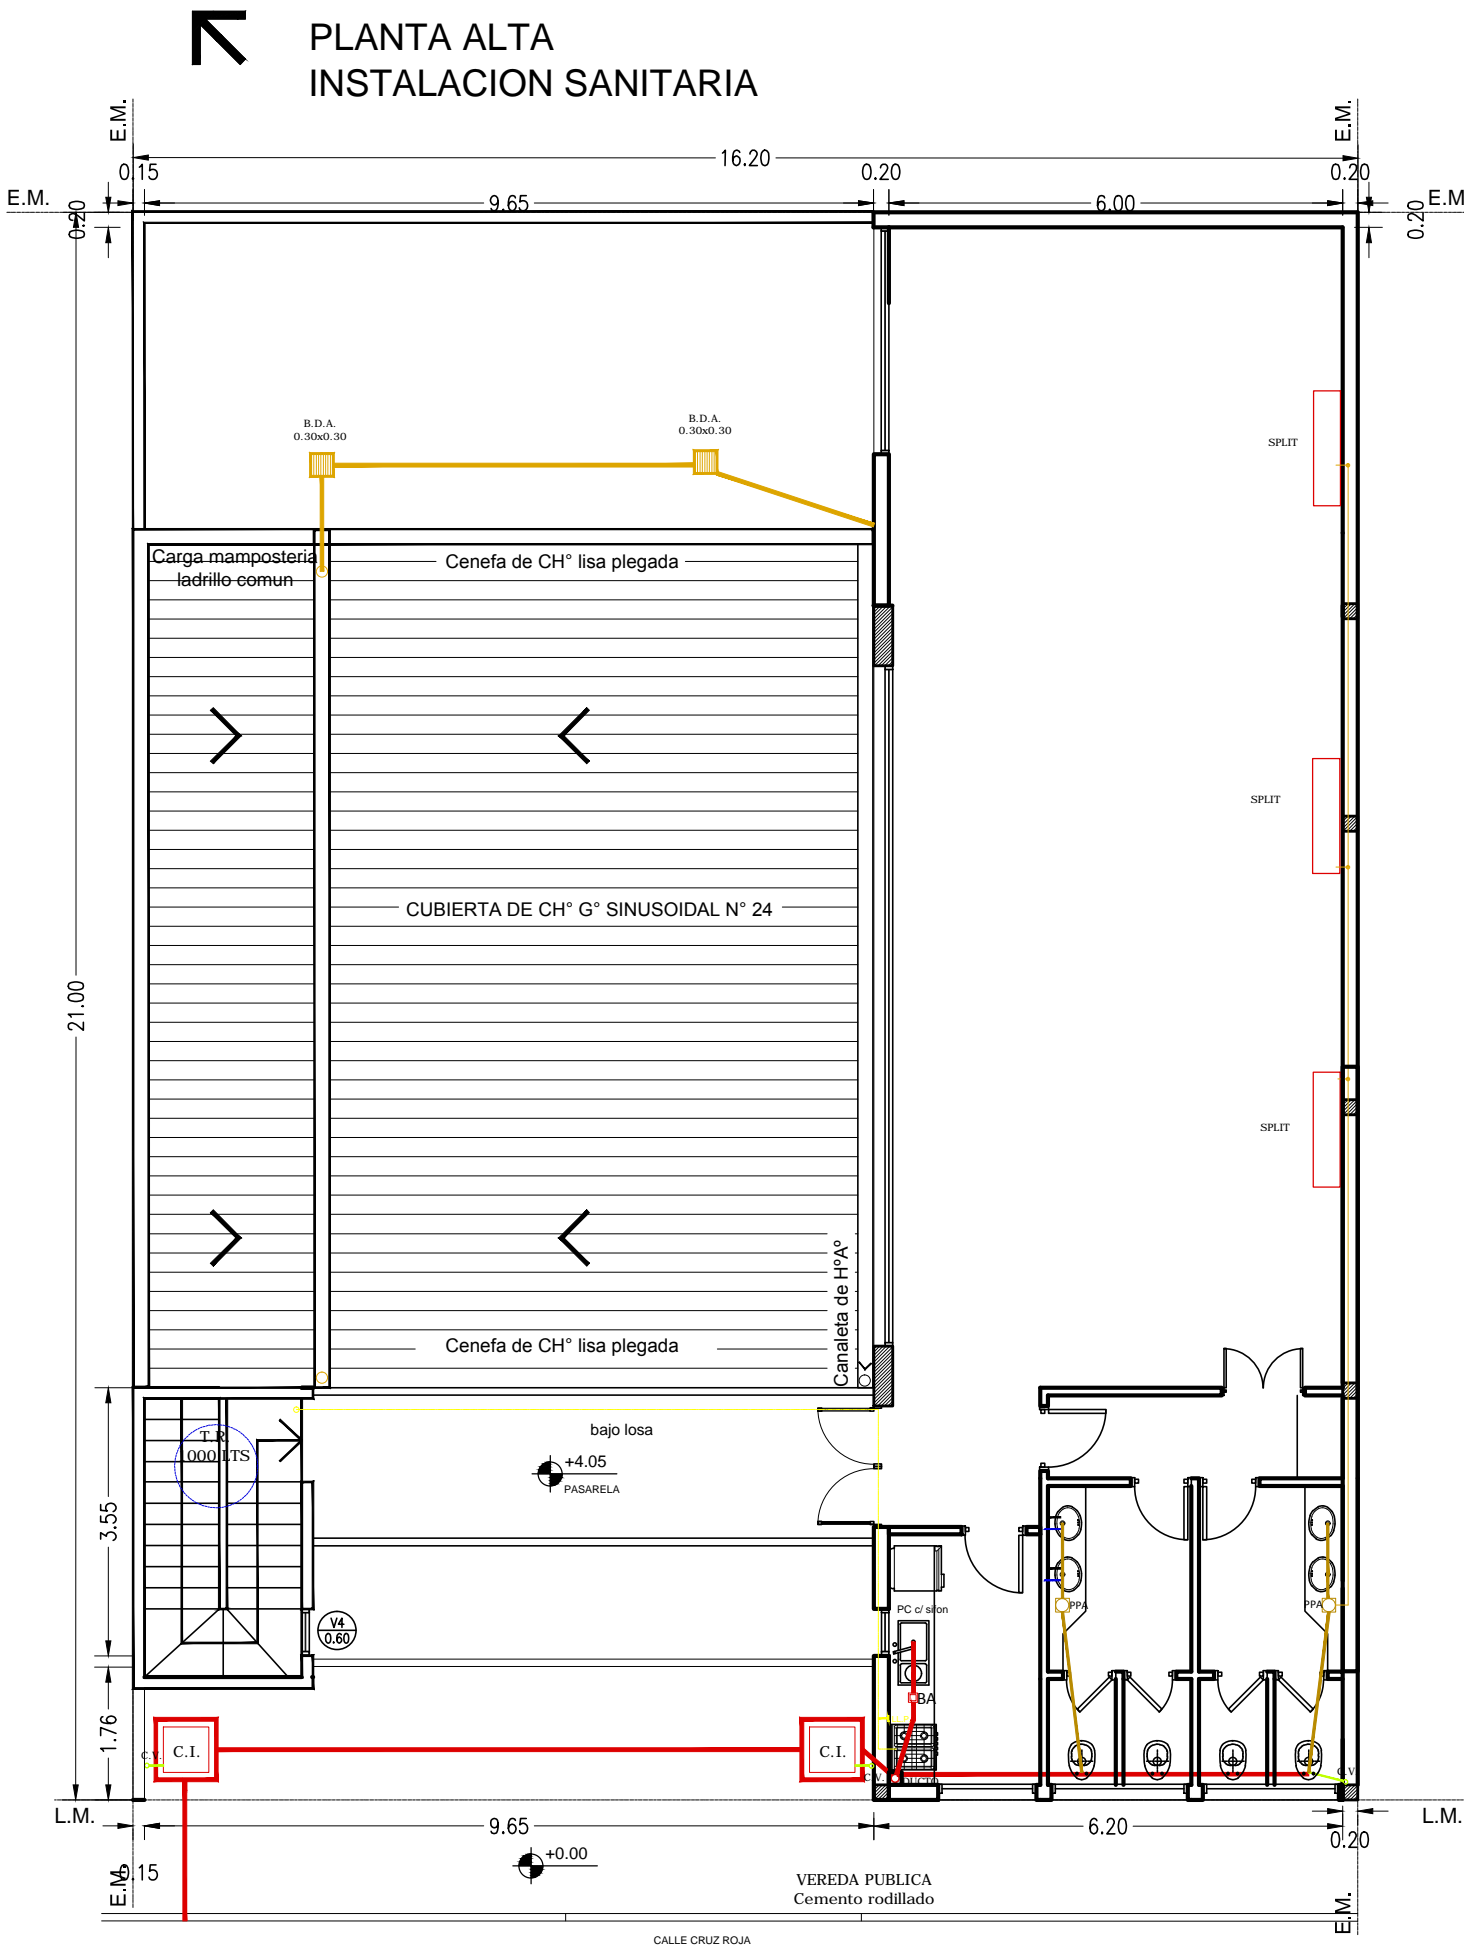 PLANTA ALTA
INSTALACION SANITARIA
E.M.
E.M.
16.20
0.15
0.20
0.20
E.M.
9.65
6.00
E.M
0.20
0.20
B.D.A.
0.30x0.30
B.D.A.
0.30x0.30
SPLIT
Carga mamposteria
ladrillo comun
Cenefa de CH° lisa plegada
SPLIT
CUBIERTA DE CH° G° SINUSOIDAL N° 24
21.00
SPLIT
Canaleta de HºAº
Cenefa de CH° lisa plegada
bajo losa
T.R.
1000 LTS
+4.05
PASARELA
3.55
PC c/ sifon
PPA
PPA
V4
0.60
BA
1.76
C.V.
C.I.
C.I.
C.V.
DUCTO
C.V
L.M.
L.M.
9.65
6.20
0.20
+0.00
0.15
E.M.
VEREDA PUBLICA
Cemento rodillado
E.M.
CALLE CRUZ ROJA